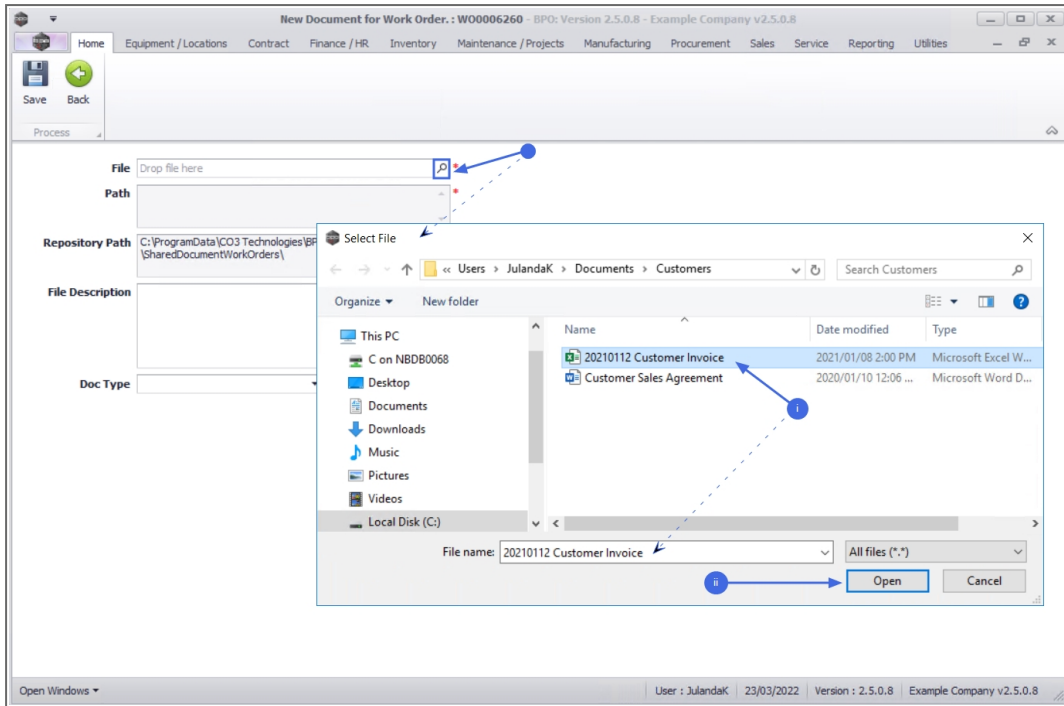 New Document for Work Order. : WO0006260 - BPO: Version 2.5.0.8 - Example Company v2.5.0.8
Home Equipment / Locations Contract Finance / HR Inventory Maintenance / Projects Manufacturing Procurement Sales Service Reporting Utilities
Save Back
Process
File Drop file here *
Path *
Select File
Repository Path C:\ProgramData\CO3 Technologies\BP
\SharedDocumentWorkOrders\
« Users > JulandaK > Documents > Customers Search Customers
File Description
Organize New folder
This PC Name Date modified Type
C on NBDB0068 20210112 Customer Invoice 2021/01/08 2:00 PM Microsoft Excel W...
Desktop Customer Sales Agreement 2020/01/10 12:06 ... Microsoft Word D...
Doc Type
Documents
Downloads
i
Music
Pictures
Videos
Local Disk (C:)
File name: 20210112 Customer Invoice All files (*.*)
ii Open Cancel
Open Windows User : JulandaK 23/03/2022 Version : 2.5.0.8 Example Company v2.5.0.8